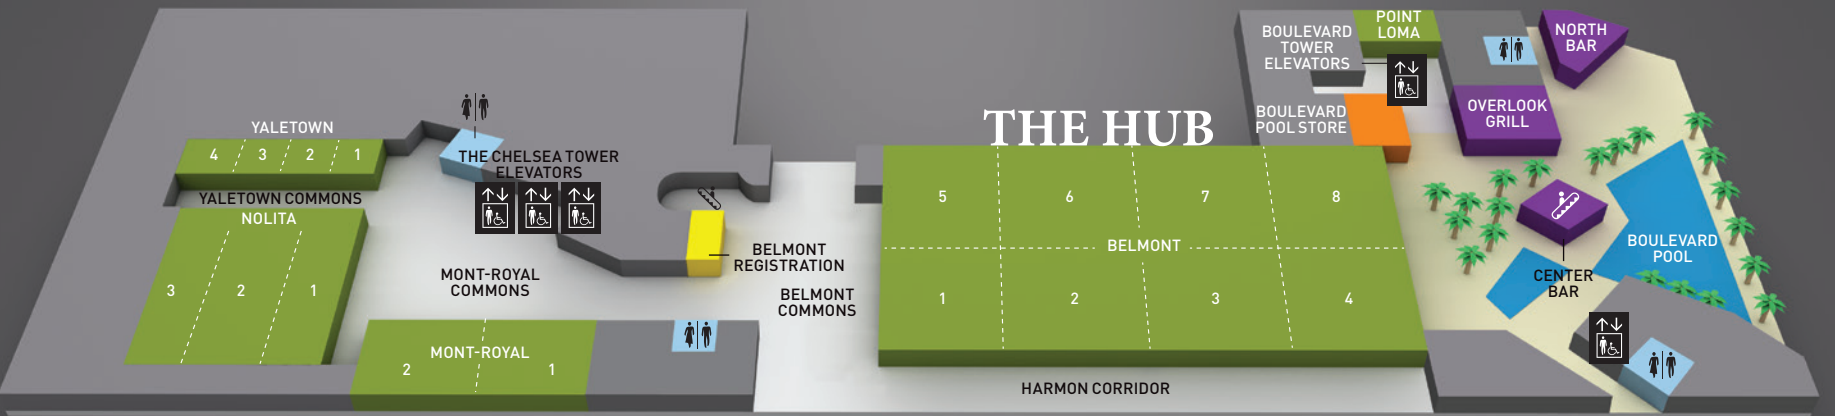 YALETOWN
4
3
2
1
YALETOWN COMMONS
NOLITA
3
2
1
THE CHELSEA TOWER
ELEVATORS
MONT-ROYAL
COMMONS
MONT-ROYAL
2
1
BELMONT
REGISTRATION
BELMONT
COMMONS
THE HUB
5
6
7
8
BELMONT
1
2
3
4
HARMON CORRIDOR
BOULEVARD
TOWER
ELEVATORS
POINT
LOMA
BOULEVARD
POOL STORE
OVERLOOK
GRILL
NORTH
BAR
CENTER
BAR
BOULEVARD
POOL